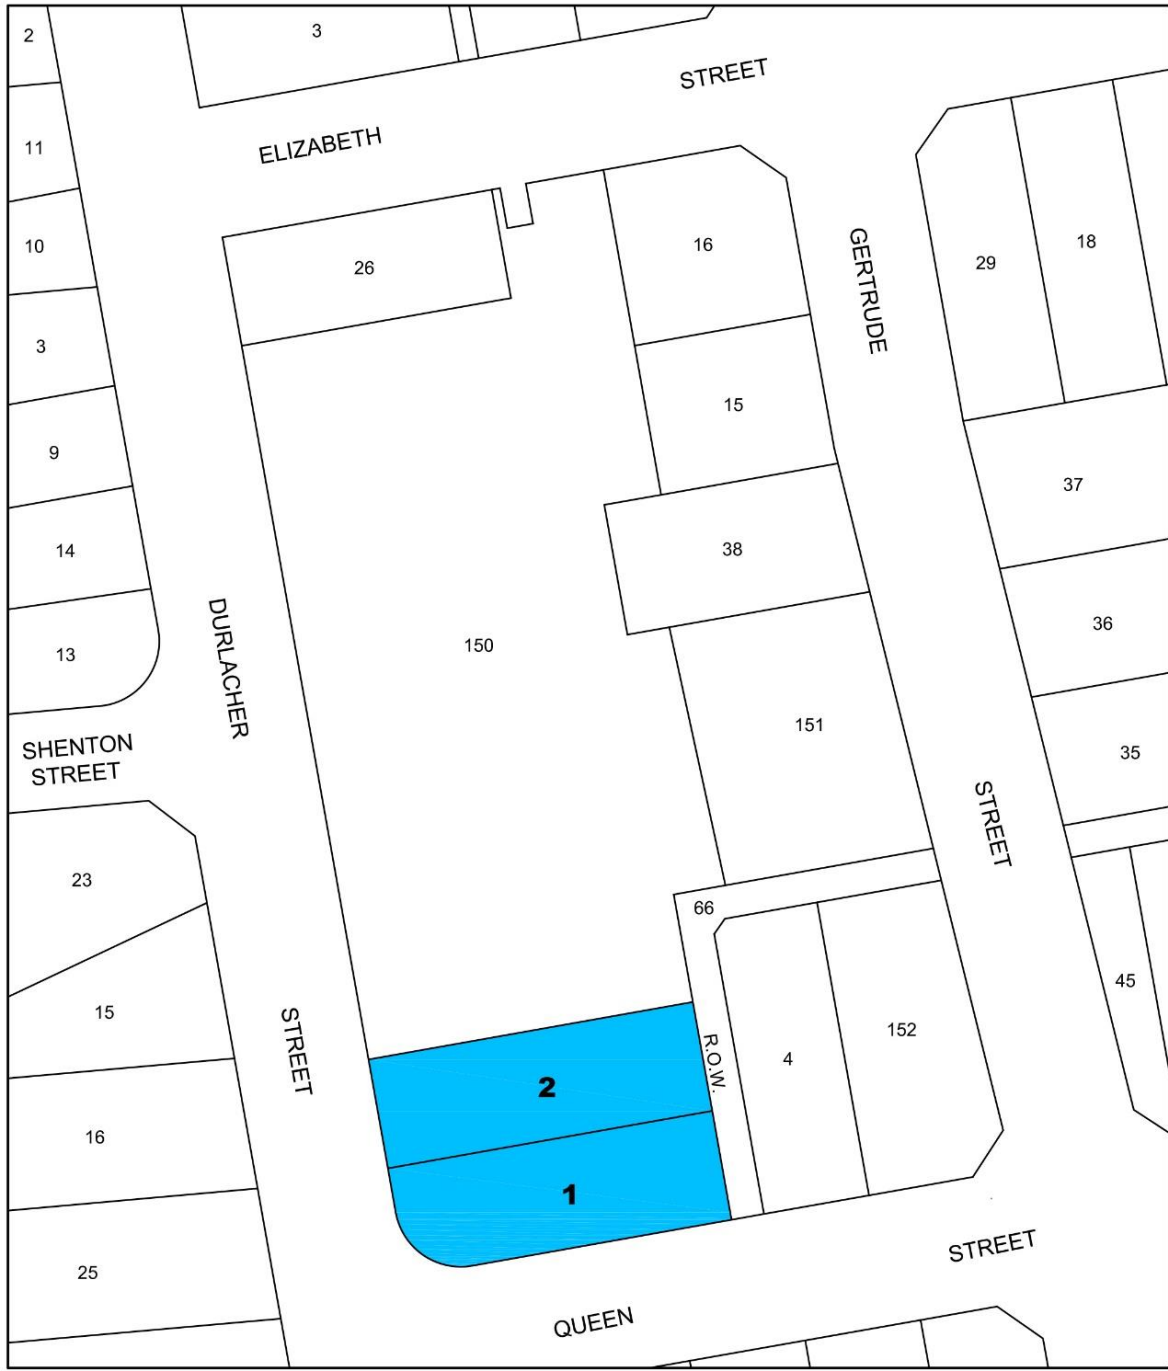 2
3
STREET
ELIZABETH
11
10
26
16
GERTRUDE
29
18
3
15
9
37
14
38
DURLACHER
36
13
150
151
SHENTON
STREET
35
STREET
23
66
45
15
STREET
R.O.W.
4
152
2
16
1
25
QUEEN
STREET